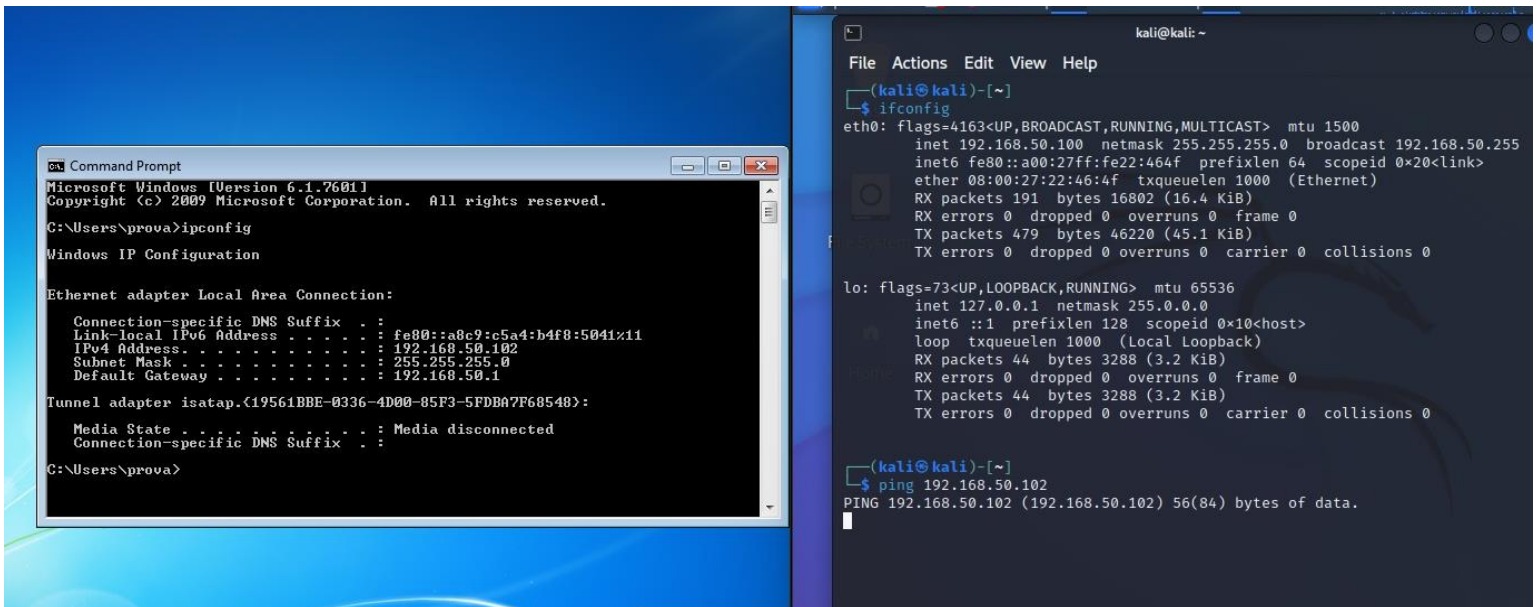 Command Prompt
Microsoft Windows [Version 6.1.7601]
Copyright (c) 2009 Microsoft Corporation.  All rights reserved.
C:\Users\prova>ipconfig
Windows IP Configuration
Ethernet adapter Local Area Connection:
Connection-specific DNS Suffix  . :
Link-local IPv6 Address . . . . . : fe80::a8c9:c5a4:b4f8:5041%11
IPv4 Address. . . . . . . . . . . : 192.168.50.102
Subnet Mask . . . . . . . . . . . : 255.255.255.0
Default Gateway . . . . . . . . . : 192.168.50.1
Tunnel adapter isatap.{19561BBE-0336-4D00-85F3-5FDBA7F68548}:
Media State . . . . . . . . . . . : Media disconnected
Connection-specific DNS Suffix  . :
C:\Users\prova>
kali@kali: ~
File Actions Edit View Help
(kali㉿kali)-[~]
$ ifconfig
eth0: flags=4163<UP,BROADCAST,RUNNING,MULTICAST>  mtu 1500
inet 192.168.50.100  netmask 255.255.255.0  broadcast 192.168.50.255
inet6 fe80::a00:27ff:fe22:464f  prefixlen 64  scopeid 0×20<link>
ether 08:00:27:22:46:4f  txqueuelen 1000  (Ethernet)
RX packets 191  bytes 16802 (16.4 KiB)
RX errors 0  dropped 0  overruns 0  frame 0
TX packets 479  bytes 46220 (45.1 KiB)
TX errors 0  dropped 0 overruns 0  carrier 0  collisions 0
lo: flags=73<UP,LOOPBACK,RUNNING>  mtu 65536
inet 127.0.0.1  netmask 255.0.0.0
inet6 ::1  prefixlen 128  scopeid 0×10<host>
loop  txqueuelen 1000  (Local Loopback)
RX packets 44  bytes 3288 (3.2 KiB)
RX errors 0  dropped 0  overruns 0  frame 0
TX packets 44  bytes 3288 (3.2 KiB)
TX errors 0  dropped 0 overruns 0  carrier 0  collisions 0
(kali㉿kali)-[~]
$ ping 192.168.50.102
PING 192.168.50.102 (192.168.50.102) 56(84) bytes of data.
File System
Home